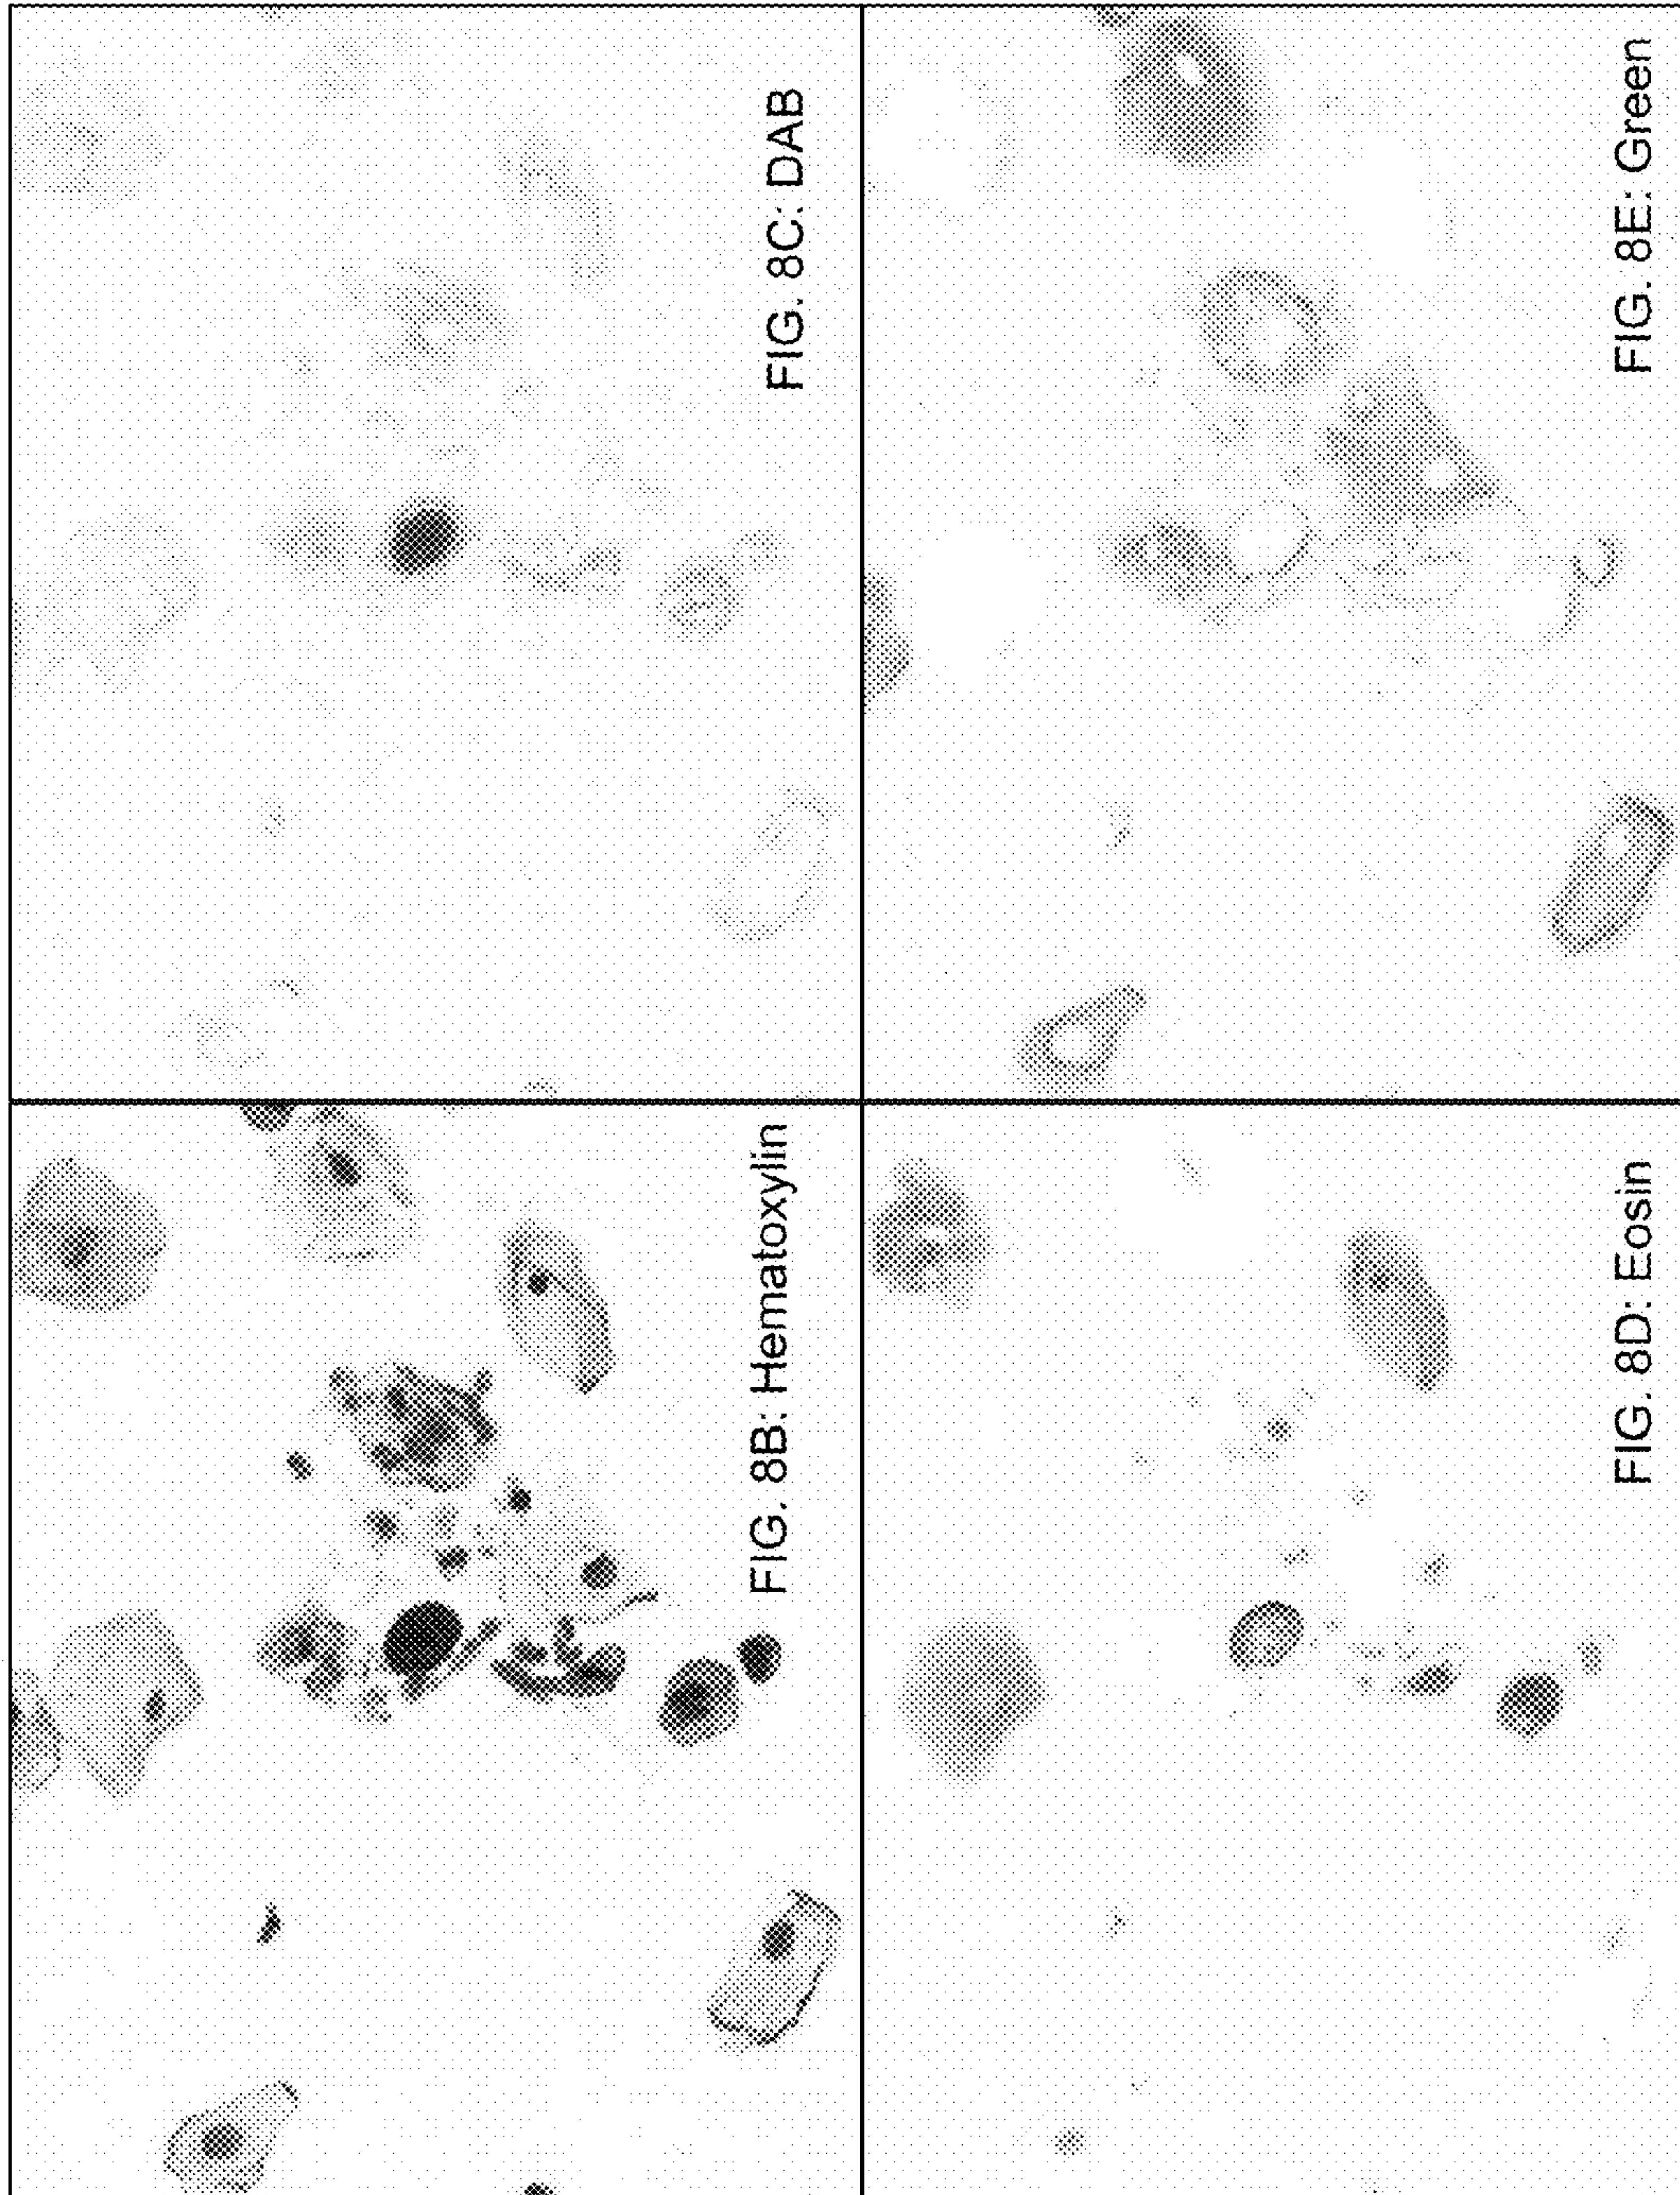 FIG. 8B: Hematoxylin
FIG. 8C: DAB
FIG. 8D: Eosin
FIG. 8E: Green